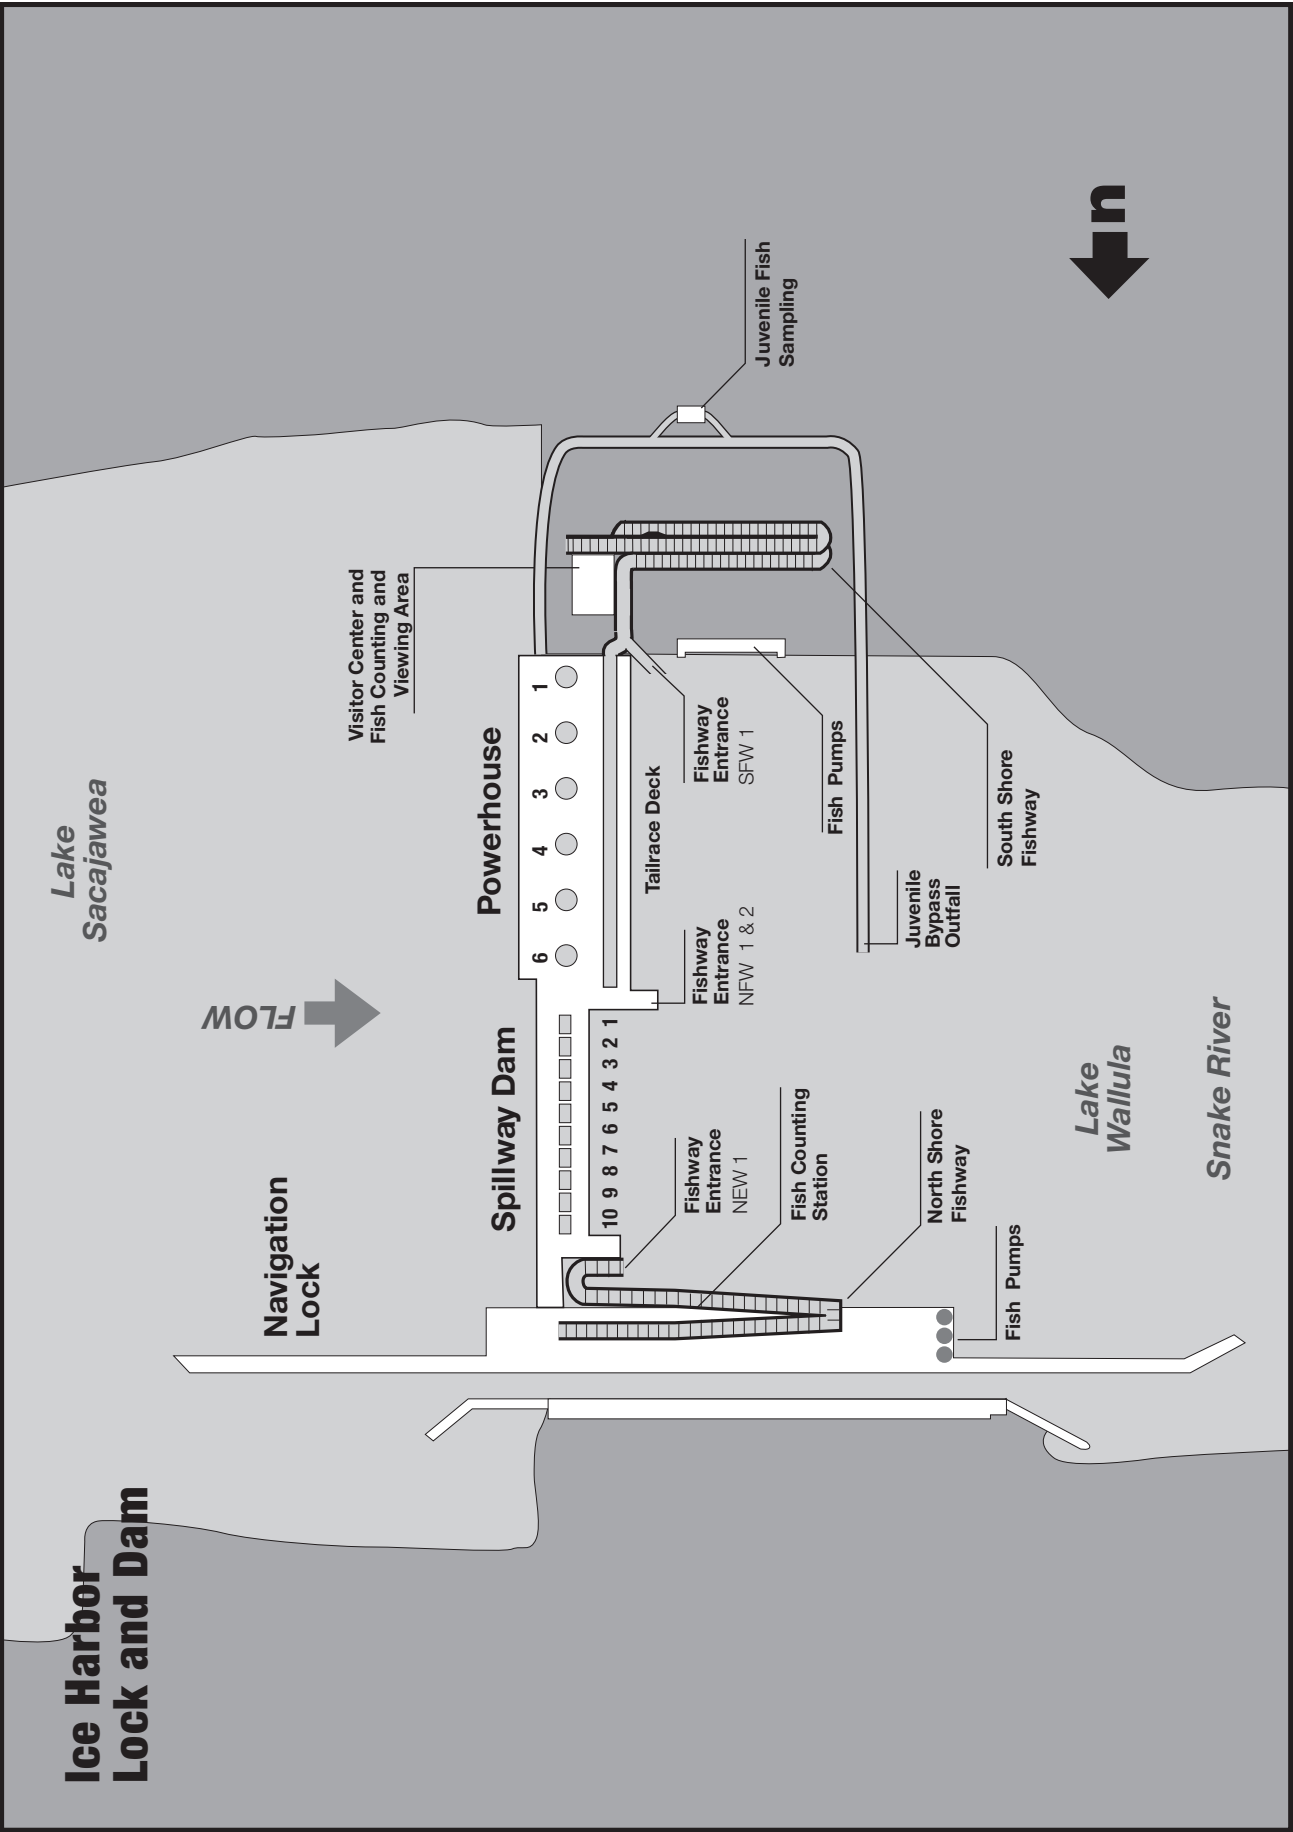 Ice Harbor
Lock and Dam
Lake
Sacajawea
FLOW
Navigation
Lock
Spillway Dam
Powerhouse
Visitor Center and
Fish Counting and
Viewing Area
6 5 4 3 2 1
10 9 8 7 6 5 4 3 2 1
Tailrace Deck
Fishway
Entrance
NEW 1
Fishway
Entrance
NFW 1 & 2
Fishway
Entrance
SFW 1
Juvenile Fish
Sampling
Fish Counting
Station
Fish Pumps
North Shore
Fishway
Juvenile
Bypass
Outfall
South Shore
Fishway
Fish Pumps
Lake
Wallula
Snake River
n